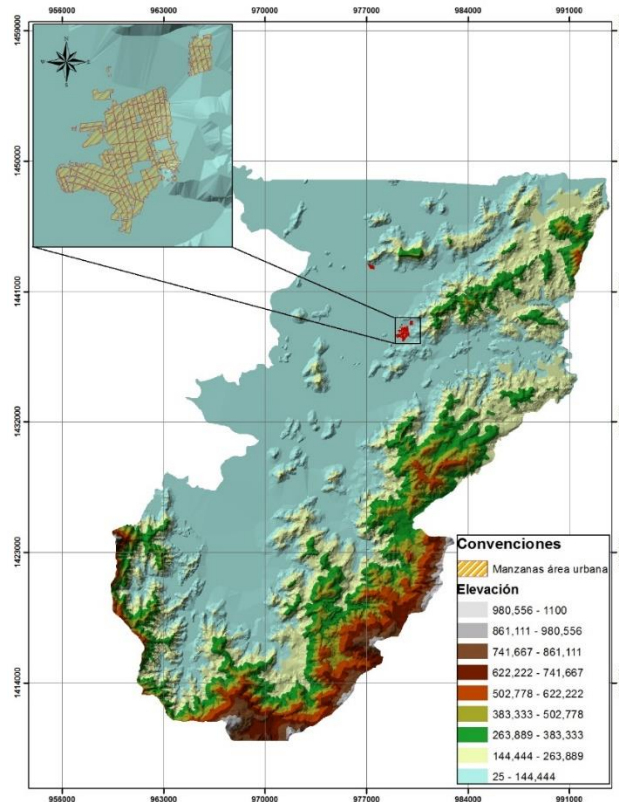 956000 963000 970000 977000 984000 991000
1459000
1450000
1441000
1432000
1423000
1414000
N
W E
S
Convenciones
Manzanas área urbana
Elevación
980,556 - 1100
861,111 - 980,556
741,667 - 861,111
622,222 - 741,667
502,778 - 622,222
383,333 - 502,778
263,889 - 383,333
144,444 - 263,889
25 - 144,444
956000 963000 970000 977000 984000 991000